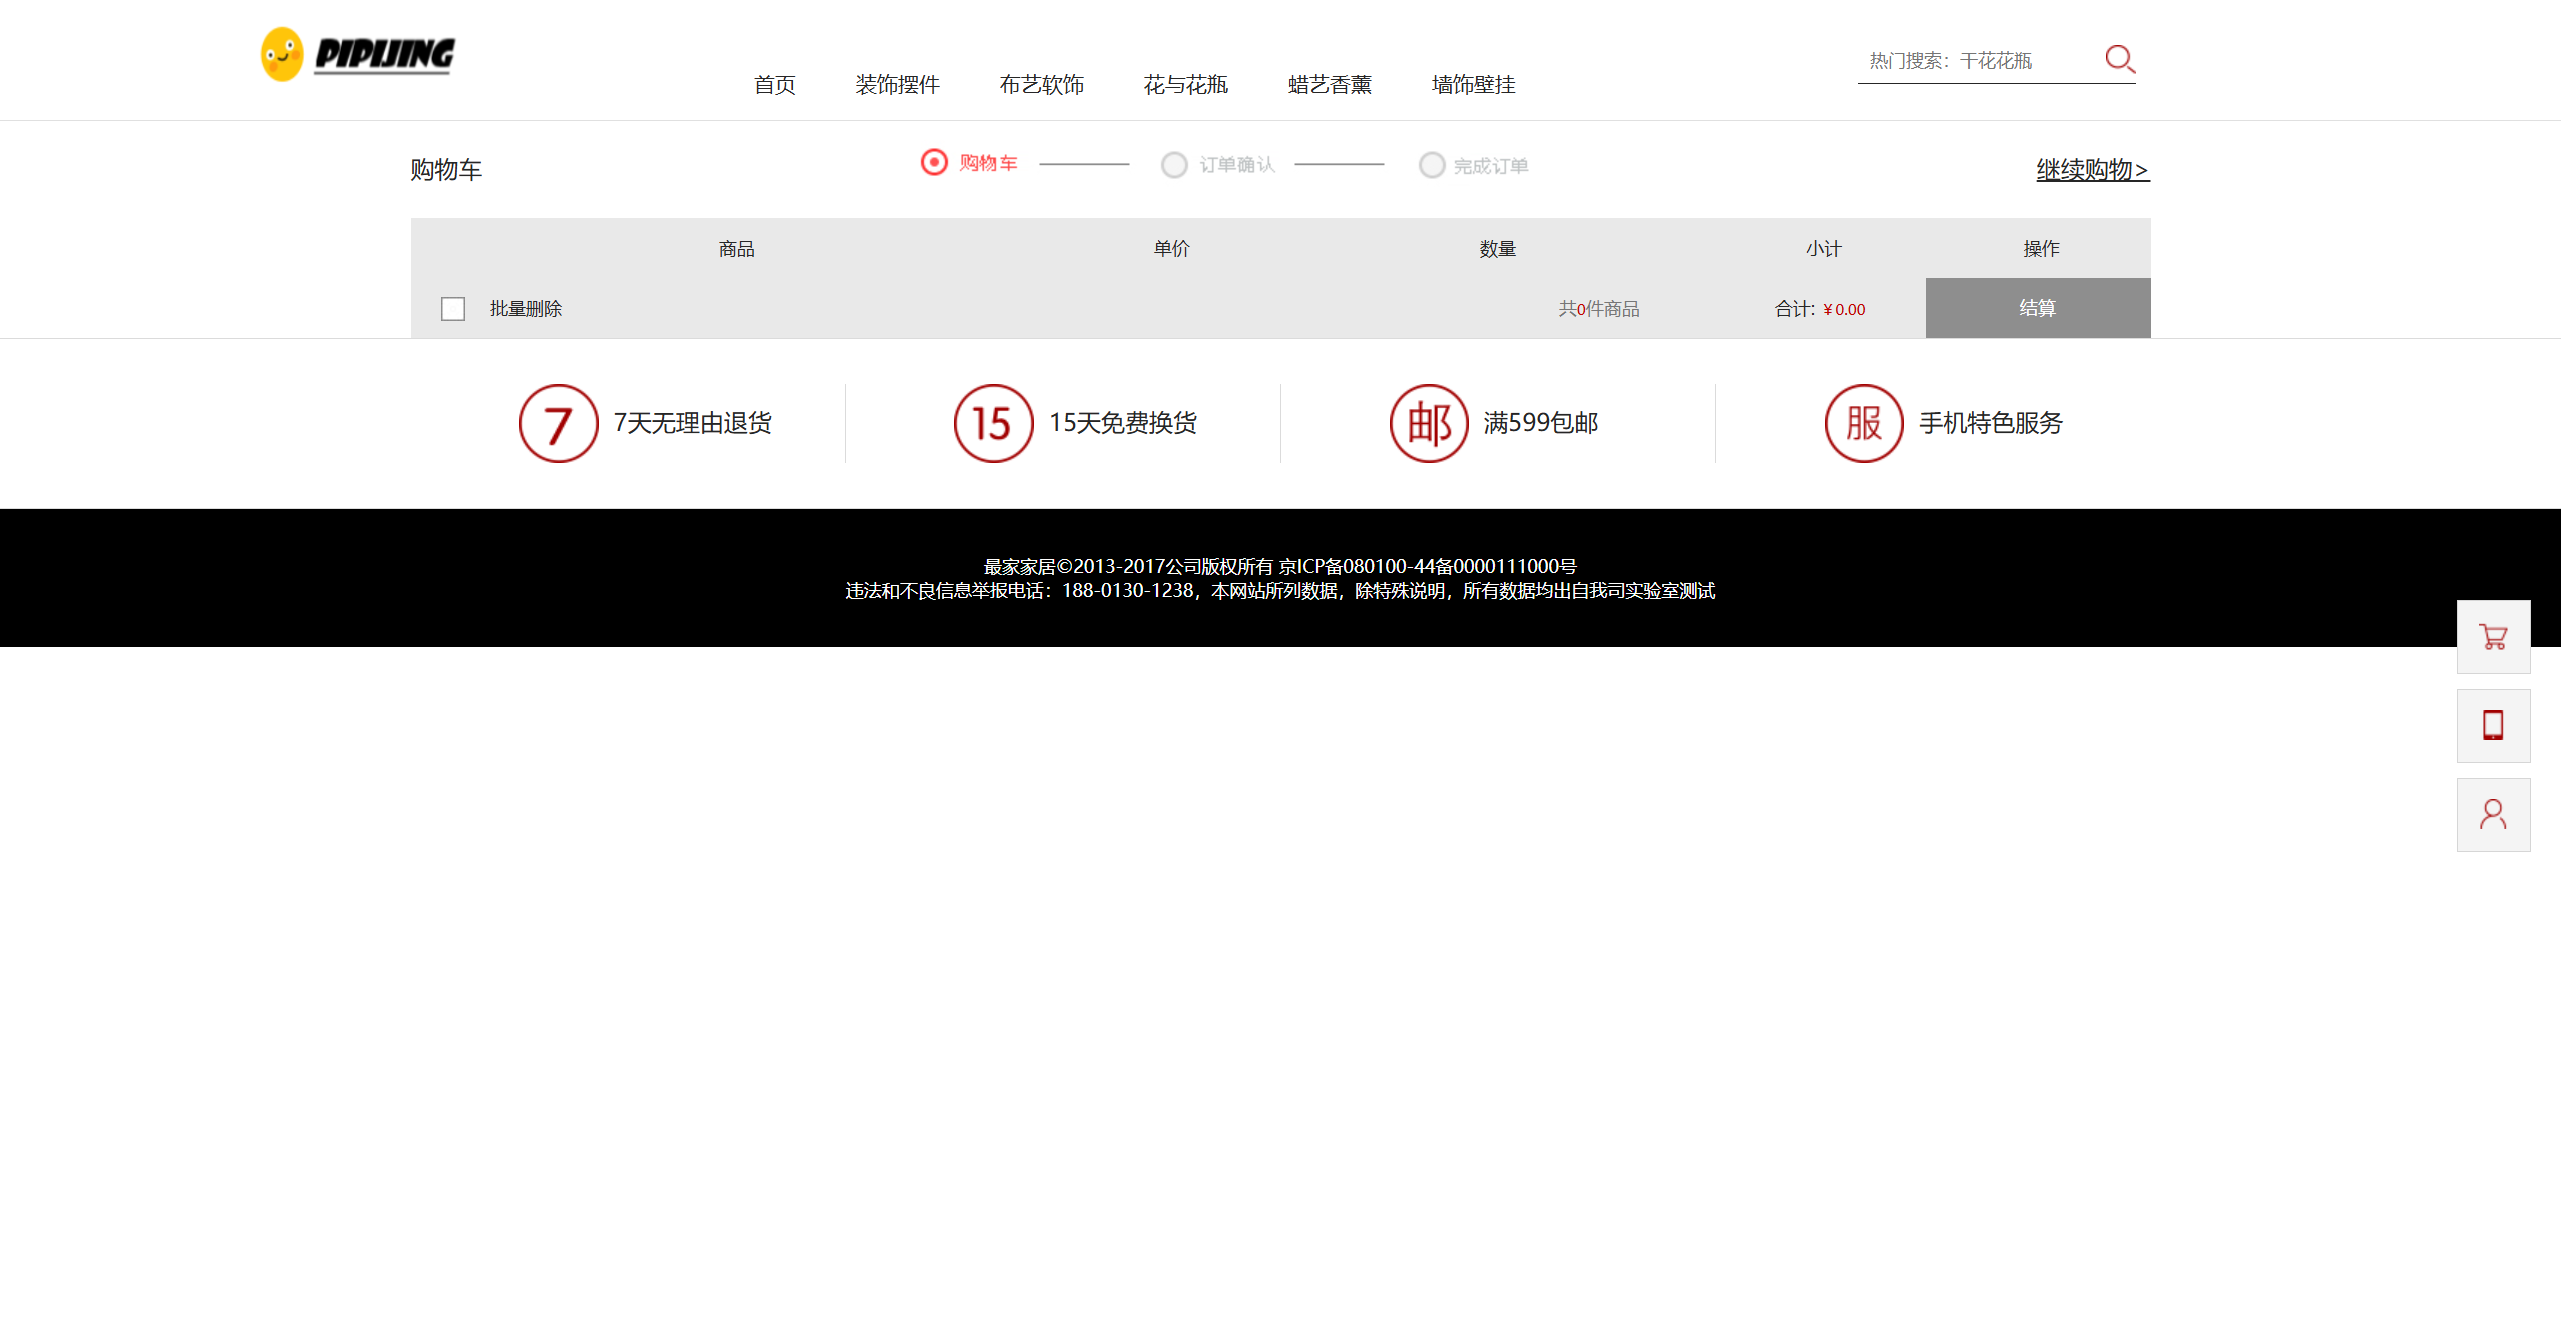 PIPIJING
首页 装饰摆件 布艺软饰 花与花瓶 蜡艺香薰 墙饰壁挂
热门搜索：干花花瓶
购物车
购物车 订单确认 完成订单
继续购物>
商品 单价 数量 小计 操作
批量删除 共0件商品 合计: ￥0.00 结算
7 7天无理由退货
15 15天免费换货
邮 满599包邮
服 手机特色服务
最家家居©2013-2017公司版权所有 京ICP备080100-44备0000111000号
违法和不良信息举报电话：188-0130-1238，本网站所列数据，除特殊说明，所有数据均出自我司实验室测试